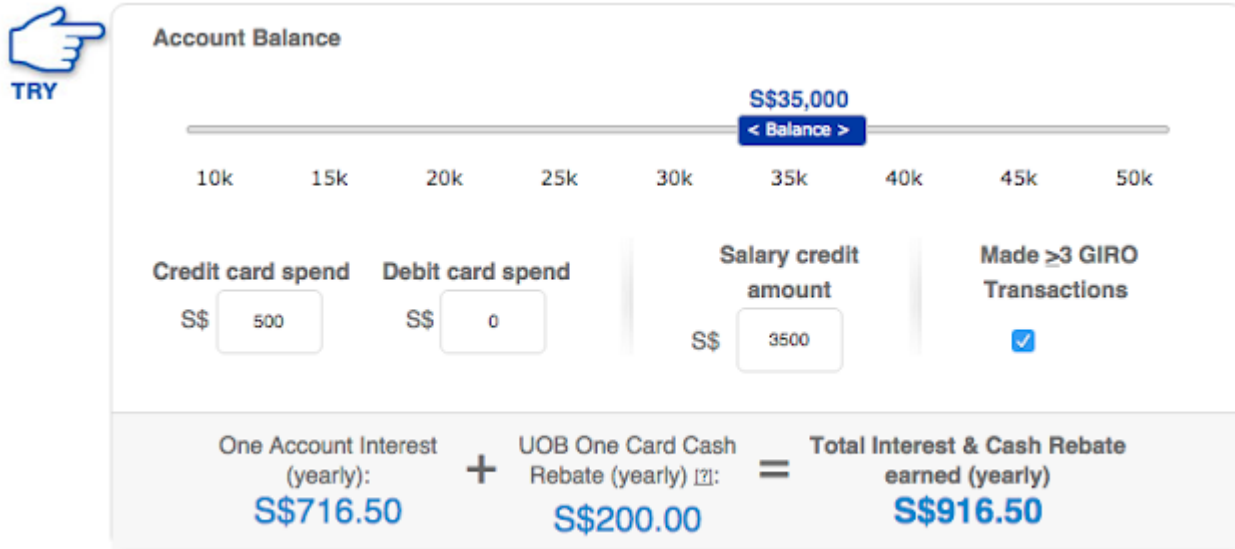 TRY
Account Balance
S$35,000
< Balance >
10k 15k 20k 25k 30k 35k 40k 45k 50k
Credit card spend
S$ 500
Debit card spend
S$ 0
Salary credit
amount
S$ 3500
Made ≥3 GIRO
Transactions
One Account Interest
(yearly):
S$716.50
+
UOB One Card Cash
Rebate (yearly) [?]:
S$200.00
=
Total Interest & Cash Rebate
earned (yearly)
S$916.50